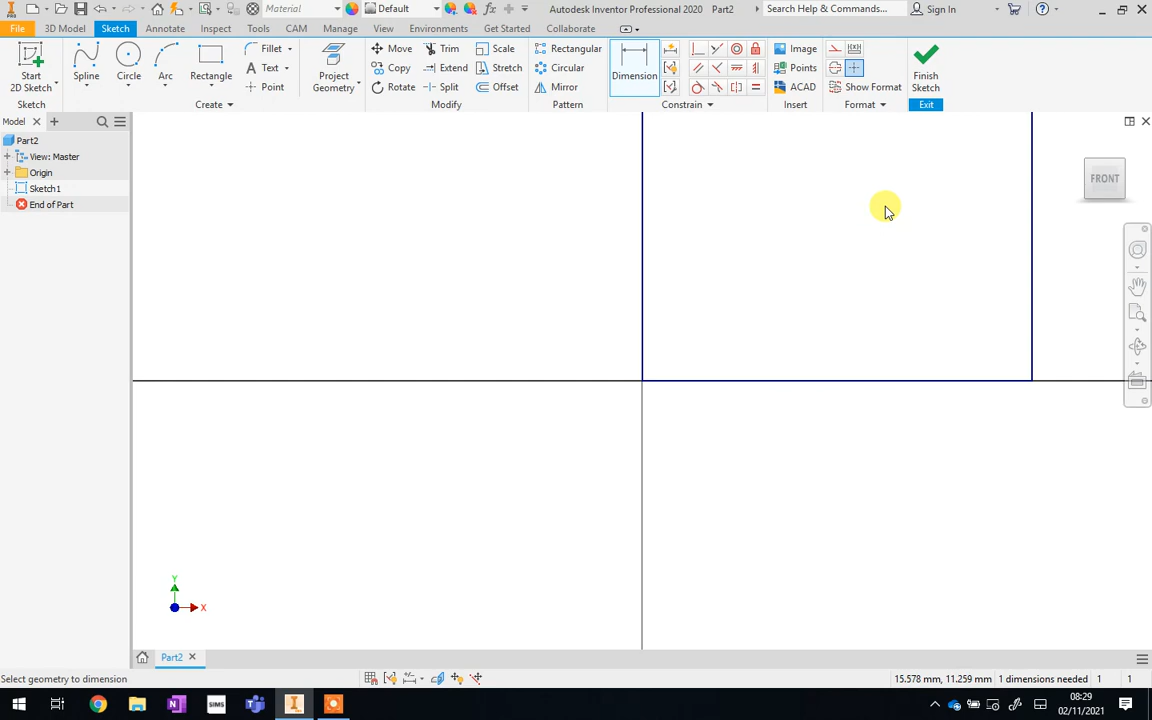 Material
Default
Autodesk Inventor Professional 2020 Part2
Search Help & Commands...
Sign In
File
3D Model
Sketch
Annotate
Inspect
Tools
CAM
Manage
View
Environments
Get Started
Collaborate
Start
2D Sketch
Spline
Circle
Arc
Rectangle
Fillet
Text
Point
Project
Geometry
Move
Copy
Rotate
Trim
Extend
Split
Scale
Stretch
Offset
Rectangular
Circular
Mirror
Dimension
Image
Points
ACAD
Show Format
Finish
Sketch
Sketch
Create
Modify
Pattern
Constrain
Insert
Format
Exit
Model
Part2
View: Master
Origin
Sketch1
End of Part
FRONT
Y
X
Part2
Select geometry to dimension
15.578 mm, 11.259 mm
1 dimensions needed
1
1
SIMS
08:29
02/11/2021